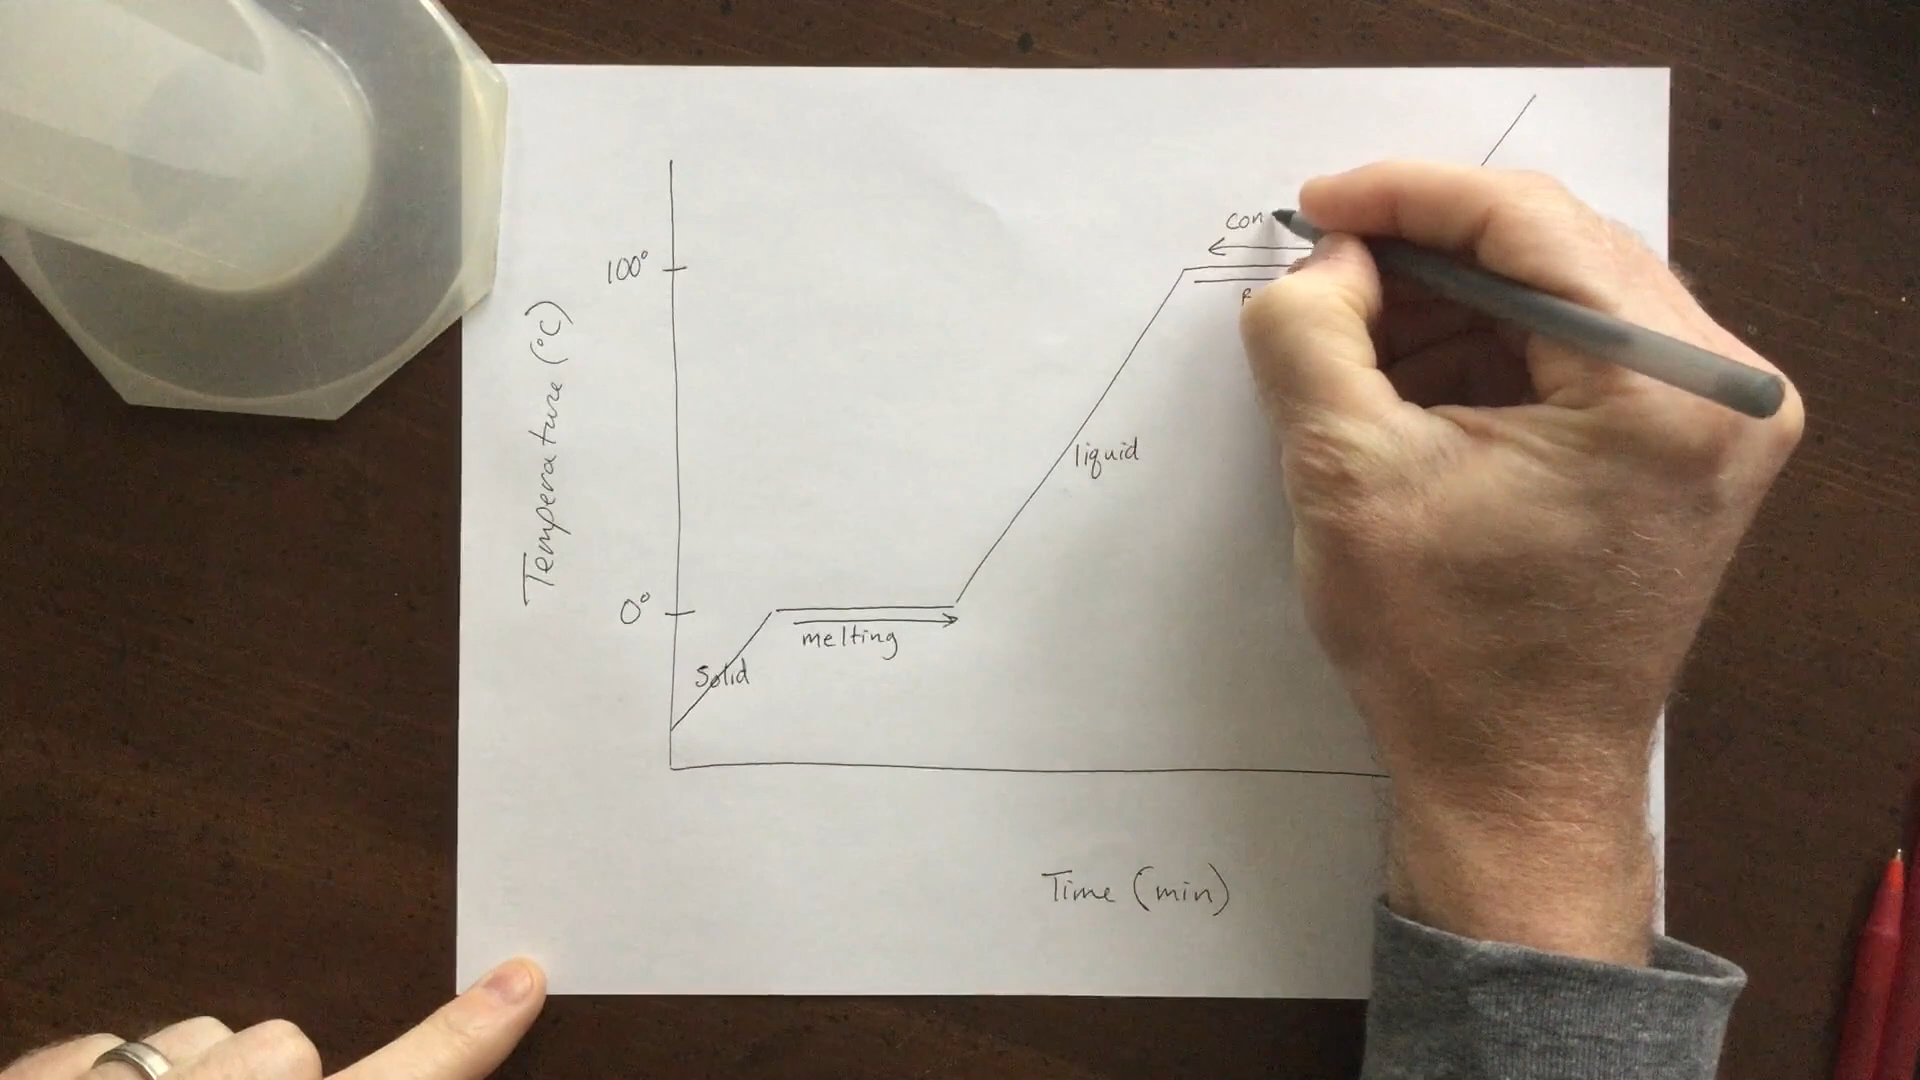 con
100°
Temperature (°C)
liquid
0°
melting
Solid
Time (min)